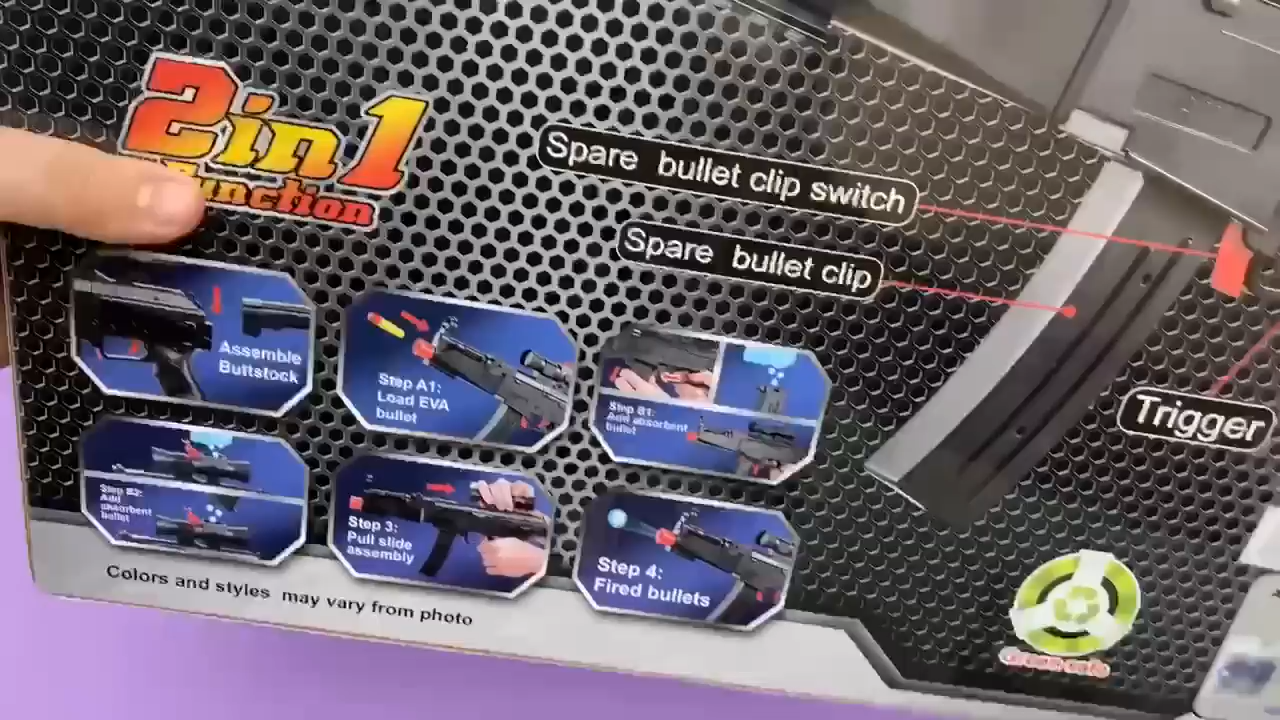 2in1
function
Spare bullet clip switch
Spare bullet clip
Trigger
Assemble
Buttstock
Step A1:
Load EVA
bullet
Step B1:
Add absorbent
bullet
Step B2:
Add
absorbent
bullet
Step 3:
Pull slide
assembly
Step 4:
Fired bullets
Colors and styles may vary from photo